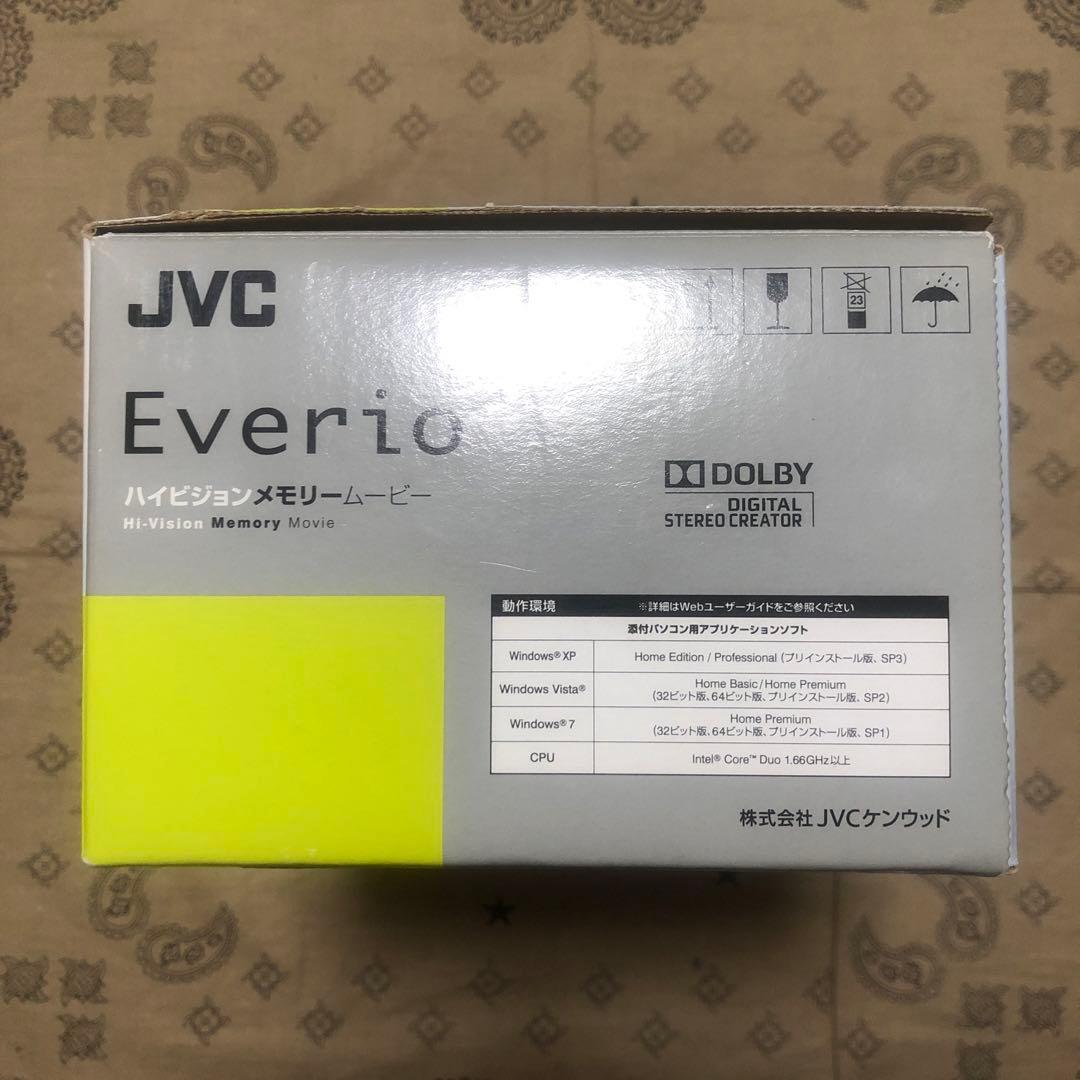 JVC
23
Everio
ハイビジョンメモリームービー
Hi-Vision Memory Movie
DOLBY
DIGITAL
STEREO CREATOR
動作環境 ※詳細はWebユーザーガイドをご参照ください
添付パソコン用アプリケーションソフト
Windows® XP Home Edition / Professional (プリインストール版、SP3)
Windows Vista® Home Basic/Home Premium
(32ビット版、64ビット版、プリインストール版、SP2)
Windows® 7 Home Premium
(32ビット版、64ビット版、プリインストール版、SP1)
CPU Intel® Core™ Duo 1.66GHz以上
株式会社 JVCケンウッド